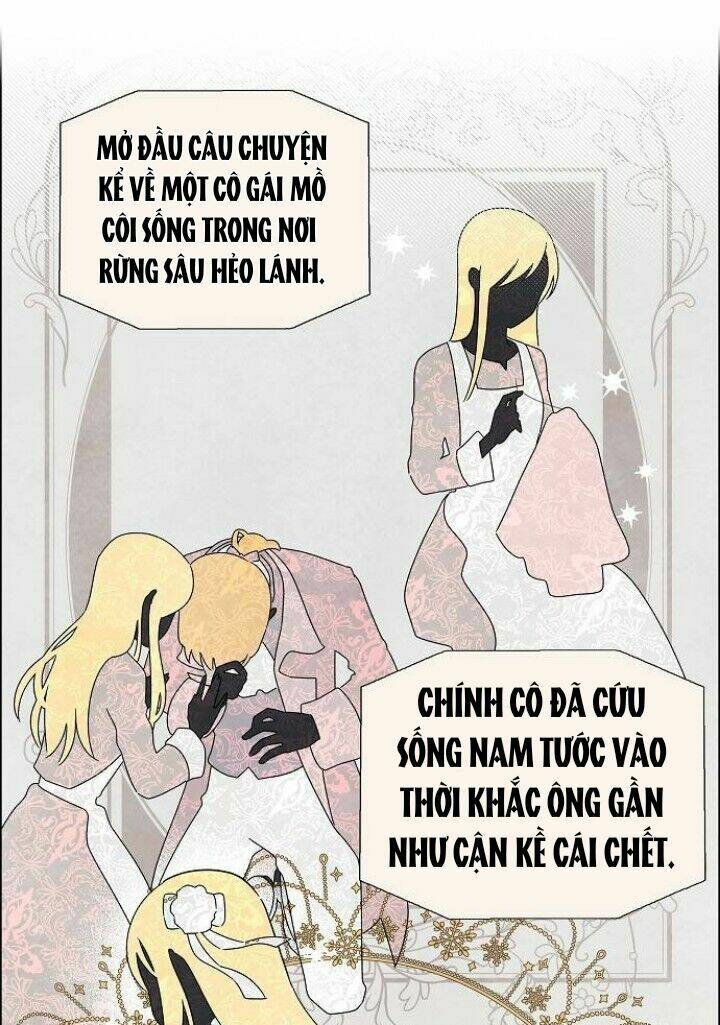 MỞ ĐẦU CÂU CHUYỆN
KỂ VỀ MỘT CÔ GÁI MỒ
CÔI SỐNG TRONG NƠI
RỪNG SÂU HẺO LÁNH.
CHÍNH CÔ ĐÃ CỨU
SỐNG NAM TƯỚC VÀO
THỜI KHẮC ÔNG GẦN
NHƯ CẬN KỀ CÁI CHẾT.